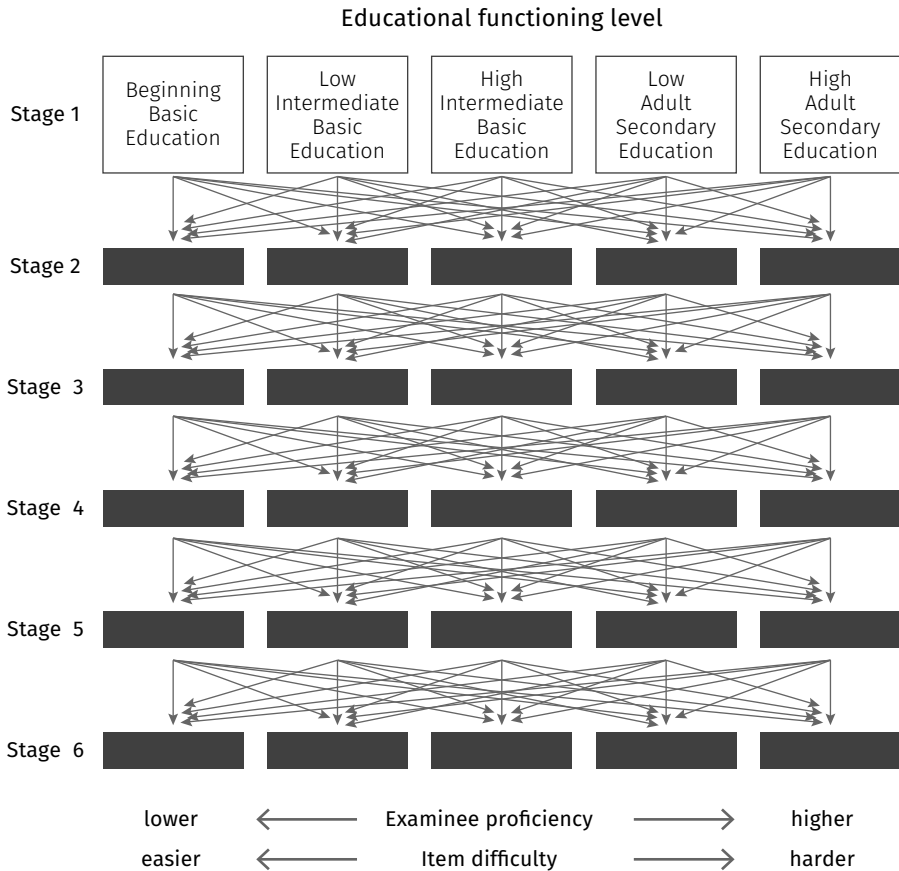 Educational functioning level
Stage 1
Beginning
Basic
Education
Low
Intermediate
Basic
Education
High
Intermediate
Basic
Education
Low
Adult
Secondary
Education
High
Adult
Secondary
Education
Stage 2
Stage 3
Stage 4
Stage 5
Stage 6
lower Examinee proficiency higher
easier Item difficulty harder